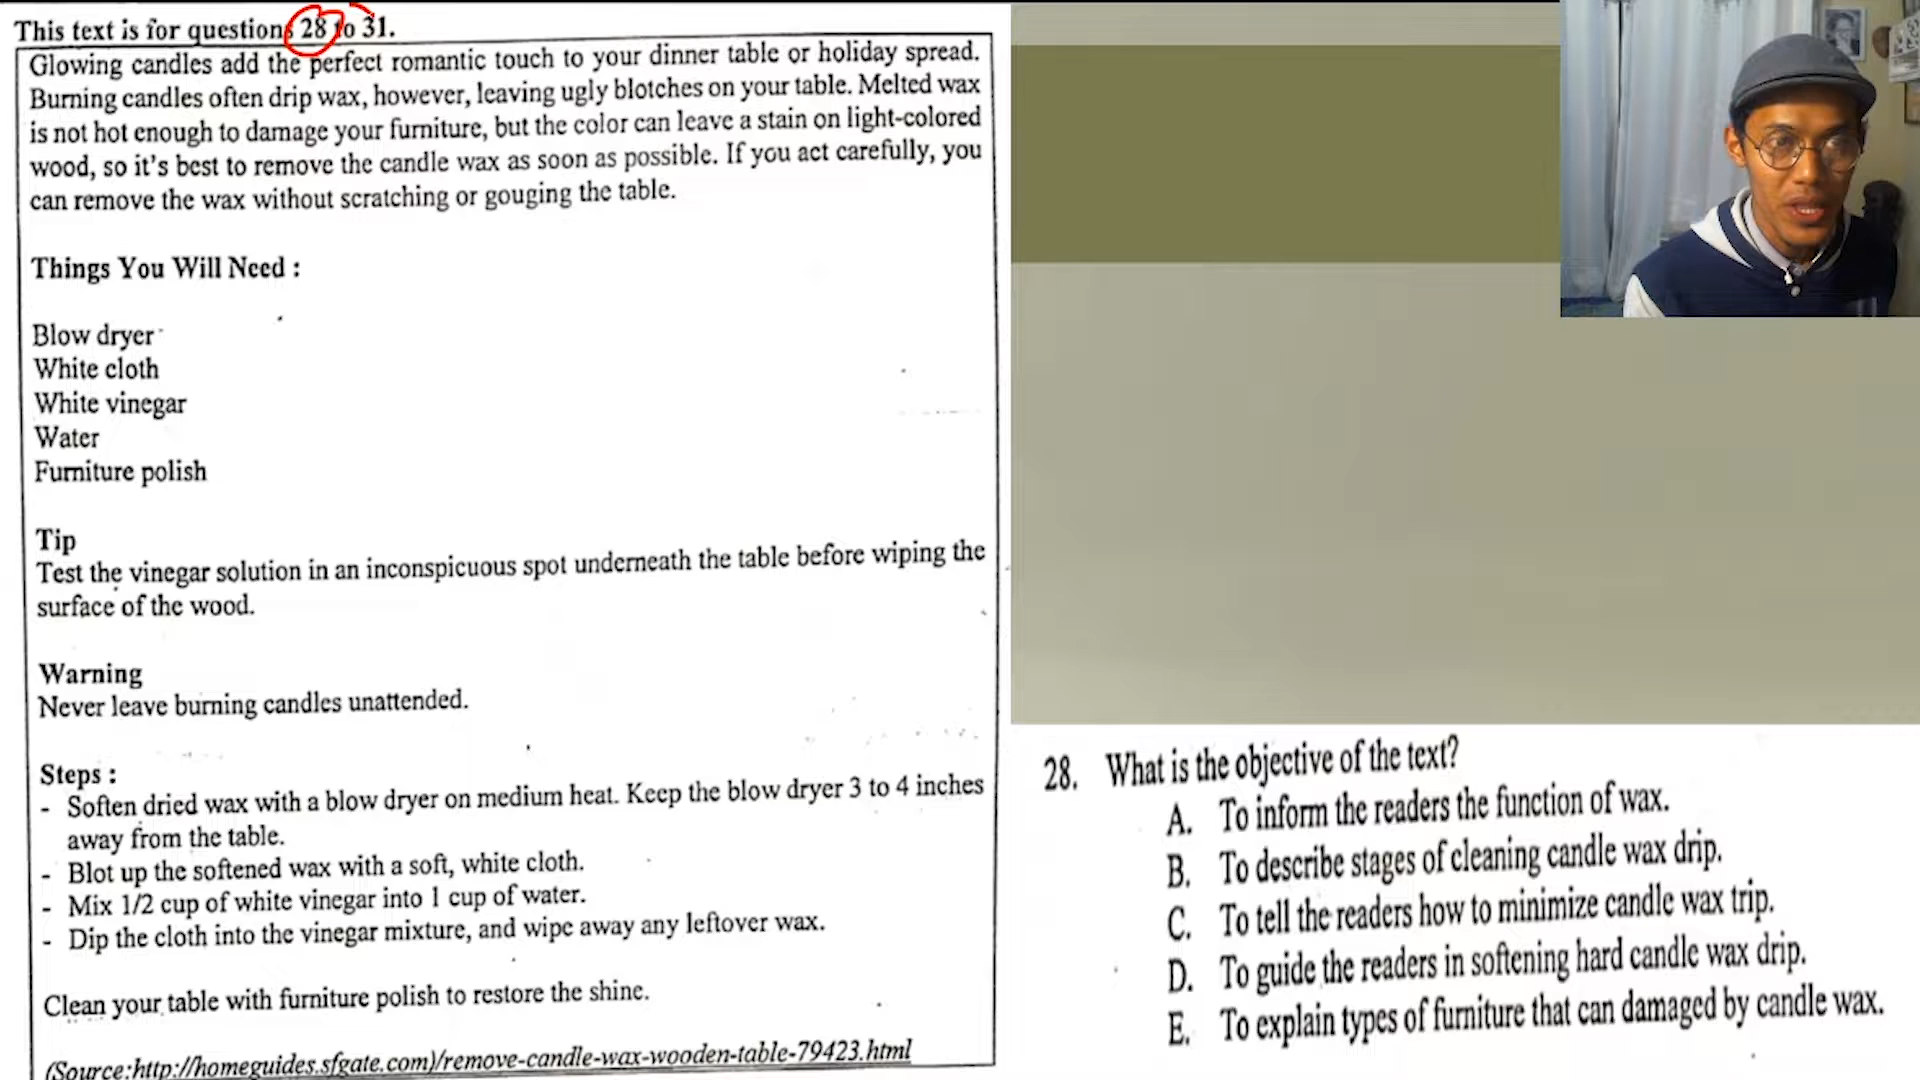 This text is for questions 28 to 31.
Glowing candles add the perfect romantic touch to your dinner table or holiday spread.
Burning candles often drip wax, however, leaving ugly blotches on your table. Melted wax
is not hot enough to damage your furniture, but the color can leave a stain on light-colored
wood, so it's best to remove the candle wax as soon as possible. If you act carefully, you
can remove the wax without scratching or gouging the table.
Things You Will Need :
Blow dryer
White cloth
White vinegar
Water
Furniture polish
Tip
Test the vinegar solution in an inconspicuous spot underneath the table before wiping the
surface of the wood.
Warning
Never leave burning candles unattended.
Steps :
- Soften dried wax with a blow dryer on medium heat. Keep the blow dryer 3 to 4 inches
away from the table.
- Blot up the softened wax with a soft, white cloth.
- Mix 1/2 cup of white vinegar into 1 cup of water.
- Dip the cloth into the vinegar mixture, and wipe away any leftover wax.
Clean your table with furniture polish to restore the shine.
(Source:http://homeguides.sfgate.com)/remove-candle-wax-wooden-table-79423.html
28. What is the objective of the text?
A. To inform the readers the function of wax.
B. To describe stages of cleaning candle wax drip.
C. To tell the readers how to minimize candle wax trip.
D. To guide the readers in softening hard candle wax drip.
E. To explain types of furniture that can damaged by candle wax.